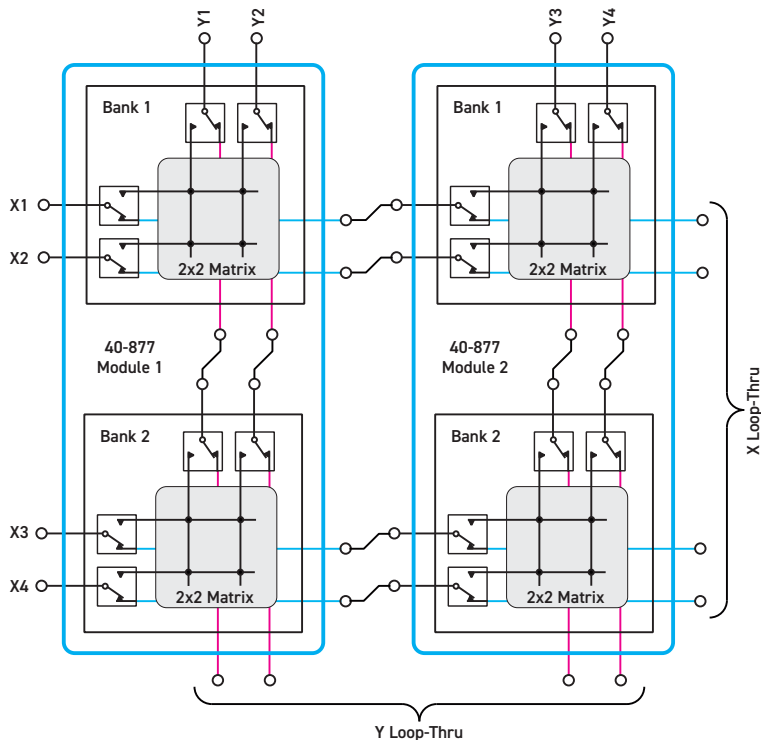 Y1
Y2
Y3
Y4
Bank 1
Bank 1
X1
X2
2x2 Matrix
2x2 Matrix
40-877
Module 1
40-877
Module 2
X Loop-Thru
Bank 2
Bank 2
X3
X4
2x2 Matrix
2x2 Matrix
Y Loop-Thru